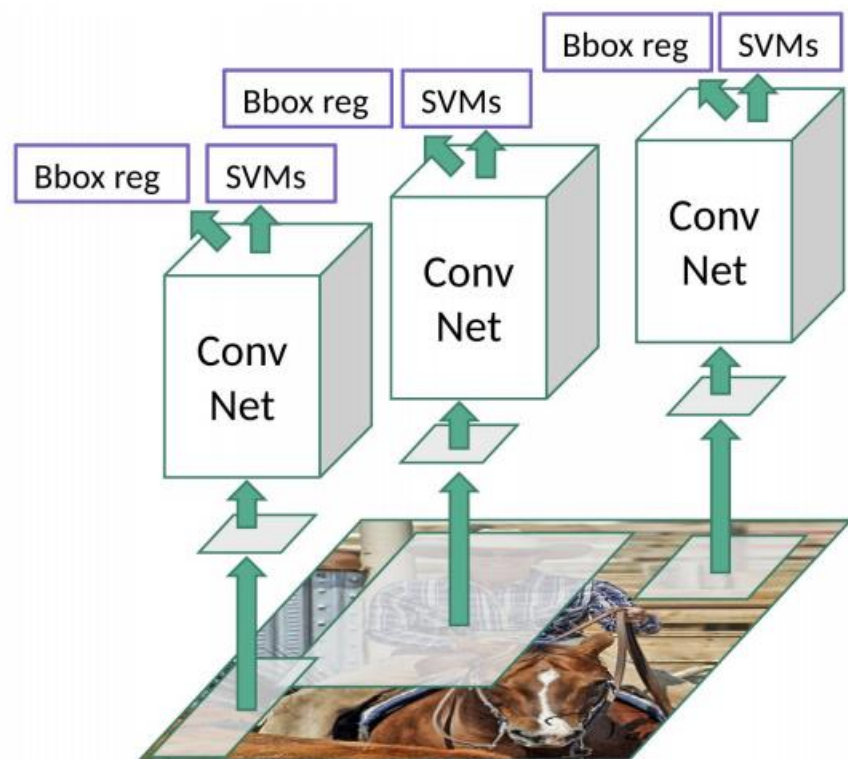 Bbox reg
SVMs
Bbox reg
SVMs
Bbox reg
SVMs
Conv
Net
Conv
Net
Conv
Net